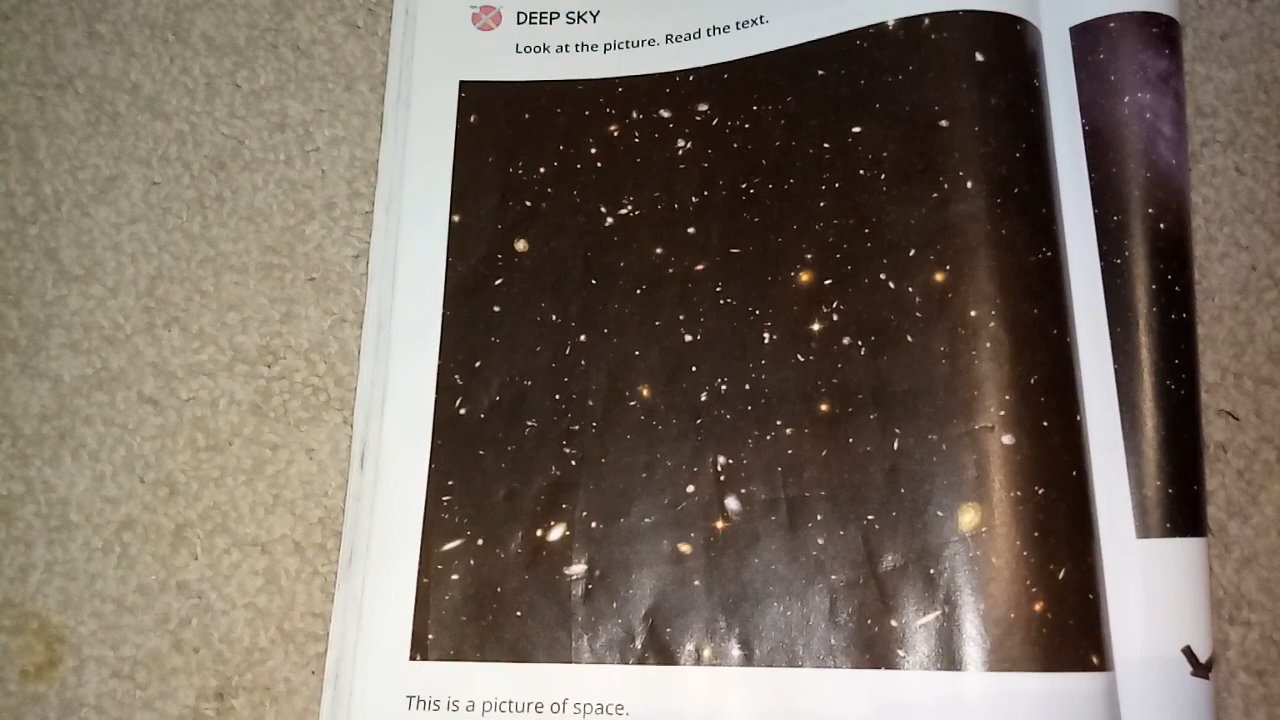 DEEP SKY
Look at the picture. Read the text.
This is a picture of space.